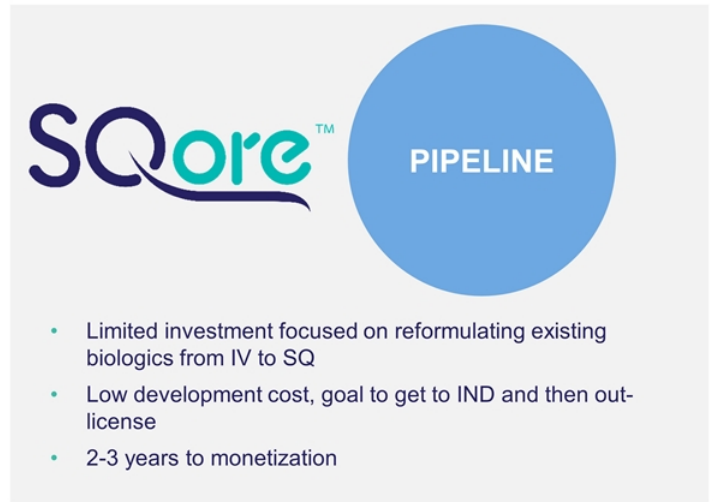 SQore™
PIPELINE
• Limited investment focused on reformulating existing
biologics from IV to SQ
• Low development cost, goal to get to IND and then out-
license
• 2-3 years to monetization